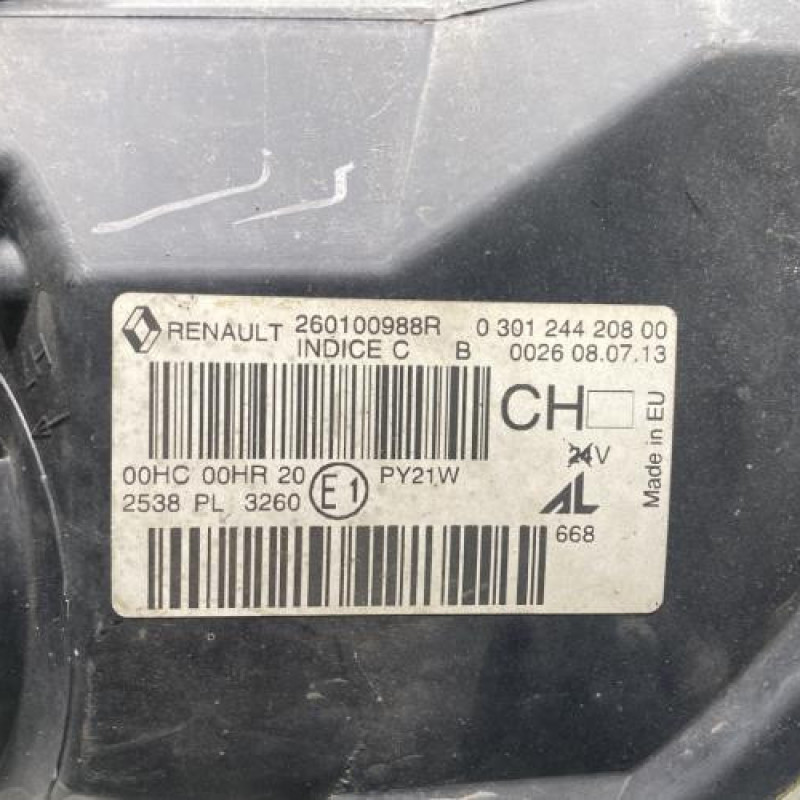 RENAULT 260100988R 0 301 244 208 00
INDICE C B 0026 08.07.13
CH
24V
Made in EU
00HC 00HR 20 E1 PY21W
2538 PL 3260
AL
668